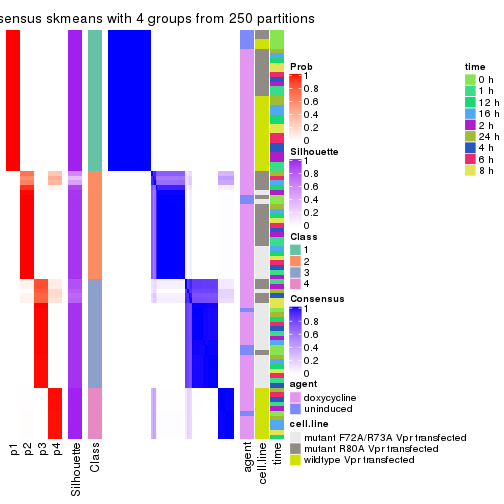 sensus skmeans with 4 groups from 250 partitions
Prob
1
0.8
0.6
0.4
0.2
0
Silhouette
1
0.8
0.6
0.4
0.2
0
Class
1
2
3
4
Consensus
1
0.8
0.6
0.4
0.2
0
agent
doxycycline
uninduced
cell.line
mutant F72A/R73A Vpr transfected
mutant R80A Vpr transfected
wildtype Vpr transfected
time
0 h
1 h
12 h
16 h
2 h
24 h
4 h
6 h
8 h
p1
p2
p3
p4
Silhouette
Class
agent
cell.line
time